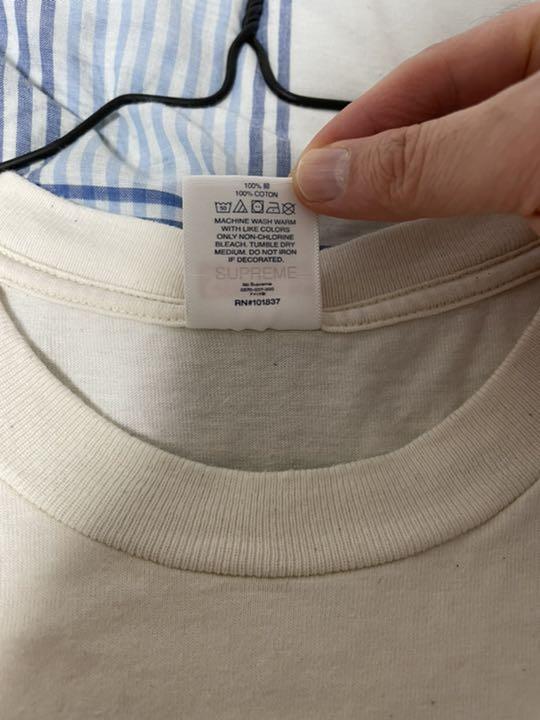 100% 綿
100% COTON
MACHINE WASH WARM
WITH LIKE COLORS
ONLY NON-CHLORINE
BLEACH. TUMBLE DRY
MEDIUM. DO NOT IRON
IF DECORATED.
SUPREME
RN#101837